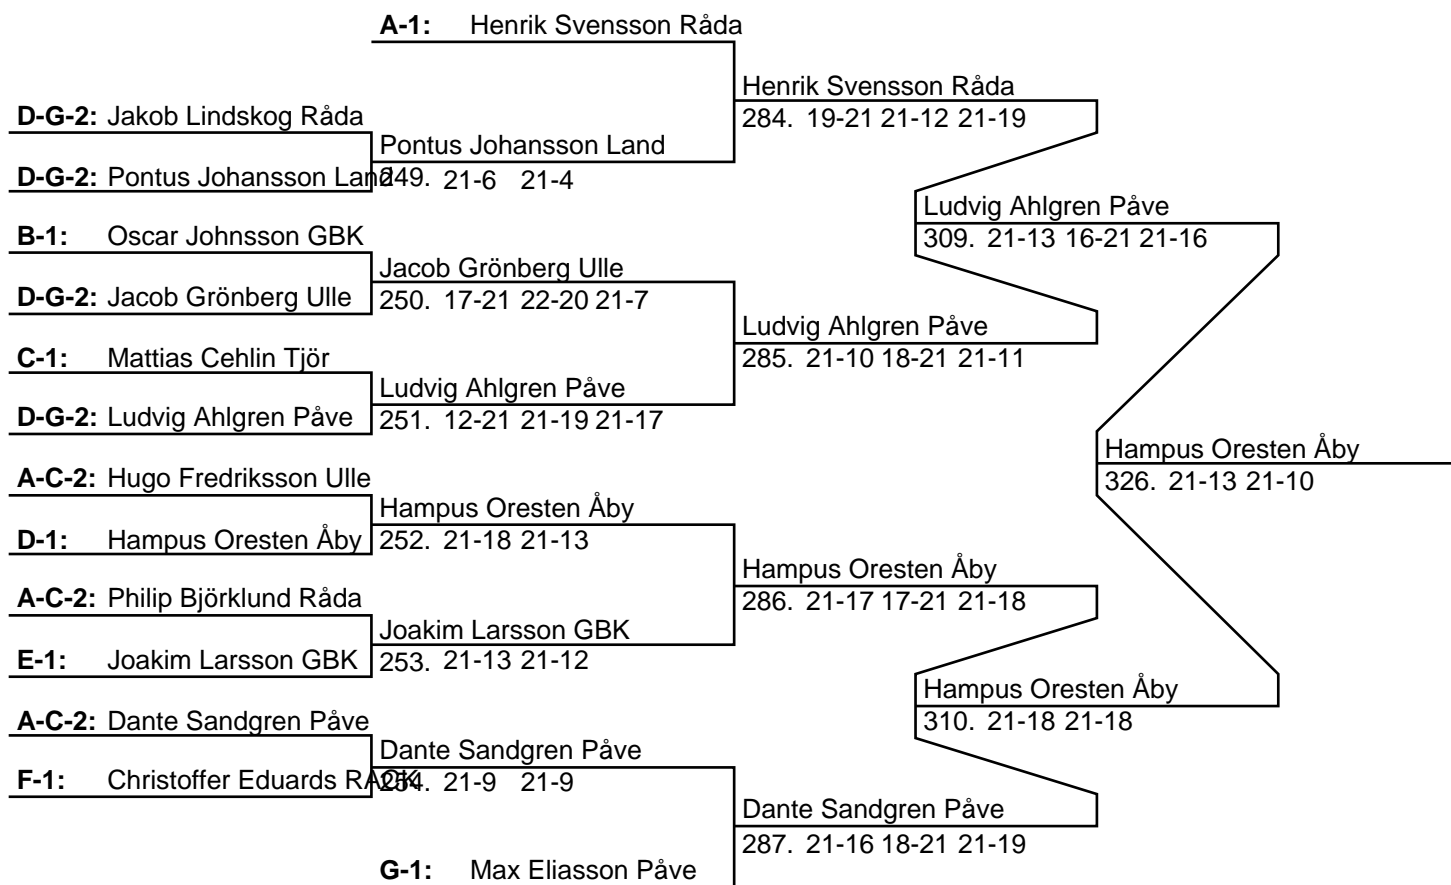 A-1: Henrik Svensson Råda
Henrik Svensson Råda
284. 19-21 21-12 21-19
D-G-2: Jakob Lindskog Råda
Pontus Johansson Land
D-G-2: Pontus Johansson Land
249. 21-6 21-4
Ludvig Ahlgren Påve
309. 21-13 16-21 21-16
B-1: Oscar Johnsson GBK
Jacob Grönberg Ulle
D-G-2: Jacob Grönberg Ulle
250. 17-21 22-20 21-7
Ludvig Ahlgren Påve
285. 21-10 18-21 21-11
C-1: Mattias Cehlin Tjör
Ludvig Ahlgren Påve
D-G-2: Ludvig Ahlgren Påve
251. 12-21 21-19 21-17
Hampus Oresten Åby
326. 21-13 21-10
A-C-2: Hugo Fredriksson Ulle
Hampus Oresten Åby
D-1: Hampus Oresten Åby
252. 21-18 21-13
Hampus Oresten Åby
286. 21-17 17-21 21-18
A-C-2: Philip Björklund Råda
Joakim Larsson GBK
E-1: Joakim Larsson GBK
253. 21-13 21-12
Hampus Oresten Åby
310. 21-18 21-18
A-C-2: Dante Sandgren Påve
Dante Sandgren Påve
F-1: Christoffer Eduards RACK
254. 21-9 21-9
Dante Sandgren Påve
287. 21-16 18-21 21-19
G-1: Max Eliasson Påve